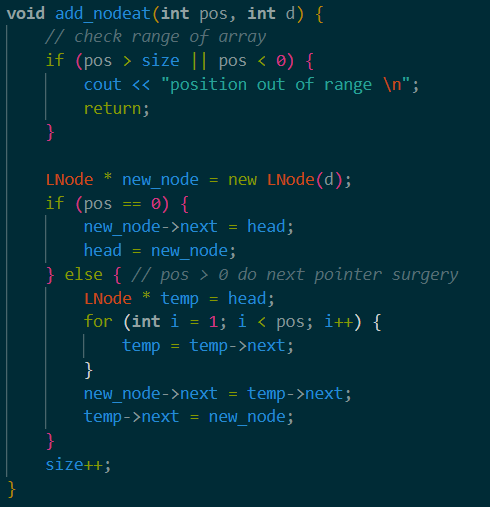 void add_nodeat(int pos, int d) {
    // check range of array
    if (pos > size || pos < 0) {
        cout << "position out of range \n";
        return;
    }

    LNode * new_node = new LNode(d);
    if (pos == 0) {
        new_node->next = head;
        head = new_node;
    } else { // pos > 0 do next pointer surgery
        LNode * temp = head;
        for (int i = 1; i < pos; i++) {
            temp = temp->next;
        }
        new_node->next = temp->next;
        temp->next = new_node;
    }
    size++;
}